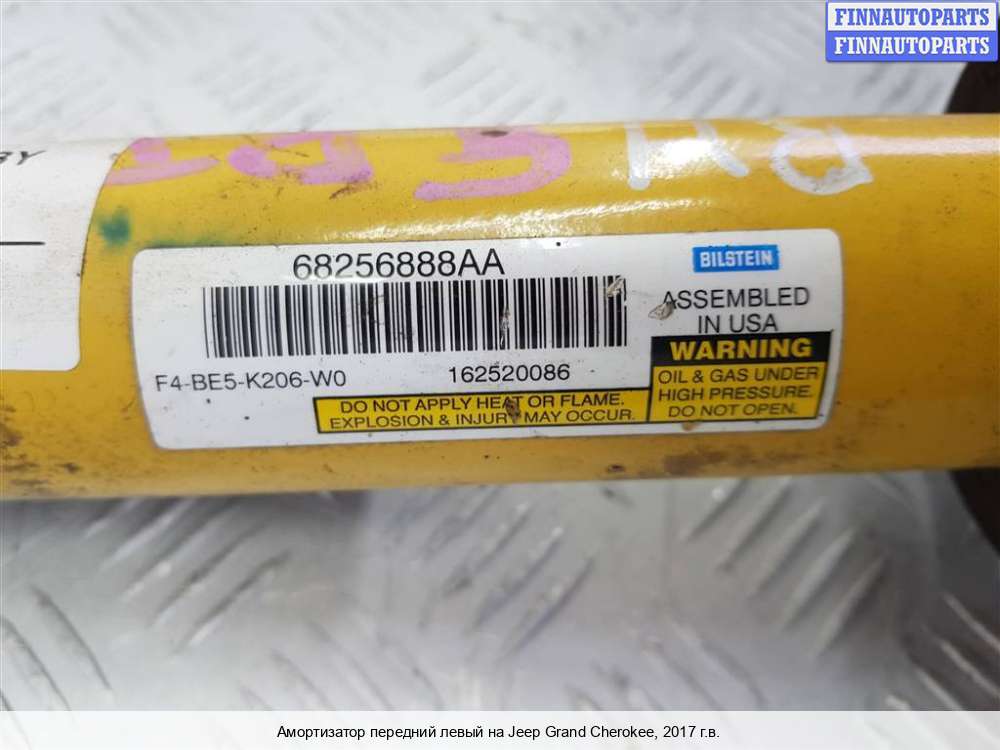 FINNAUTOPARTS
FINNAUTOPARTS
BY
68256888AA
BILSTEIN
ASSEMBLED
IN USA
F4-BE5-K206-W0
162520086
WARNING
OIL & GAS UNDER
HIGH PRESSURE.
DO NOT OPEN.
DO NOT APPLY HEAT OR FLAME.
EXPLOSION & INJURY MAY OCCUR.
Амортизатор передний левый на Jeep Grand Cherokee, 2017 г.в.